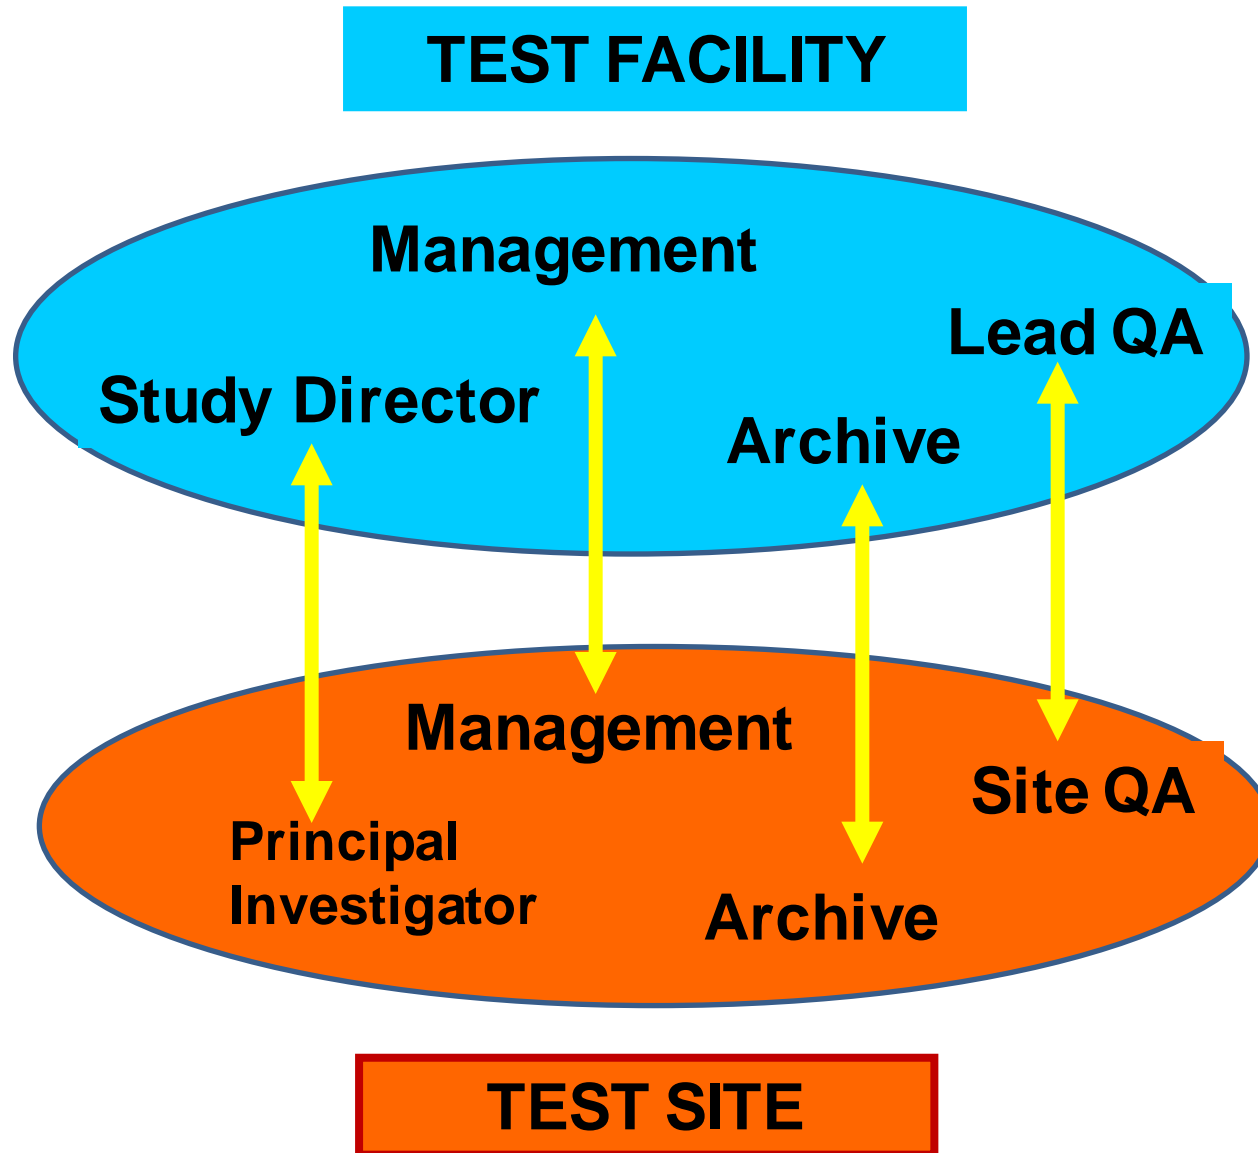 TEST FACILITY
Management
Lead QA
Study Director
Archive
Management
Site QA
Principal
Investigator
Archive
TEST SITE